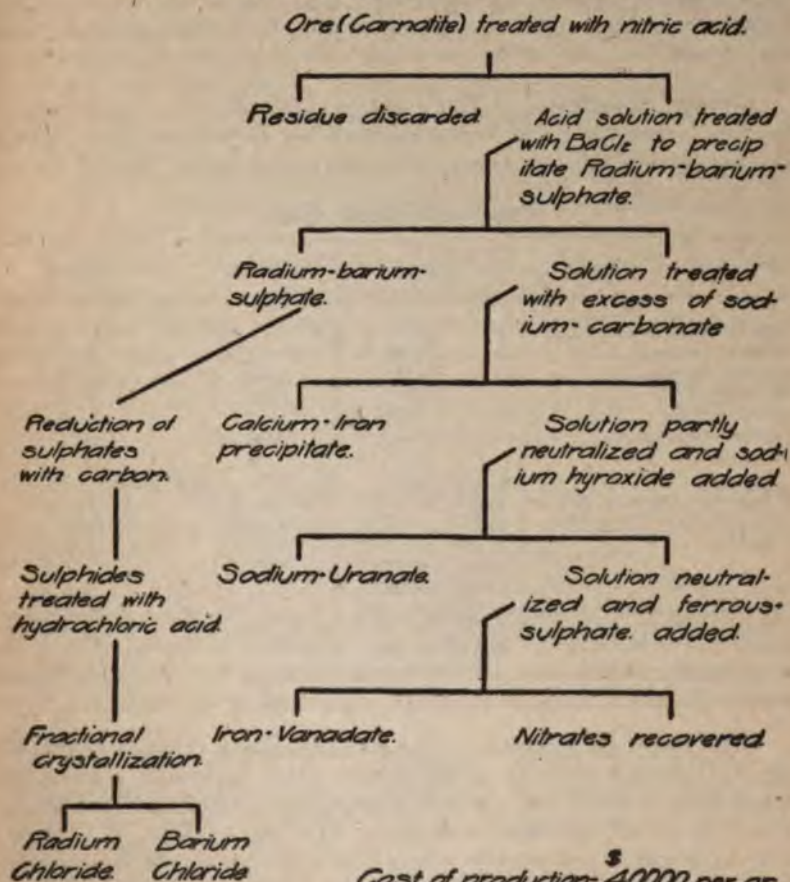 Ore (Carnotite) treated with nitric acid.
Residue discarded
Acid solution treated
with BaCl₂ to precip
itate Radium-barium-
sulphate.
Radium-barium-
sulphate.
Solution treated
with excess of sod-
ium-carbonate
Reduction of
sulphates
with carbon.
Calcium-Iron
precipitate.
Solution partly
neutralized and sod-
ium hyroxide added
Sulphides
treated with
hydrochloric acid.
Sodium-Uranate.
Solution neutral-
ized and ferrous-
sulphate. added.
Fractional
crystallization.
Iron-Vanadate.
Nitrates recovered
Radium
Chloride.
Barium
Chloride
Cost of production- $40000 per gr.